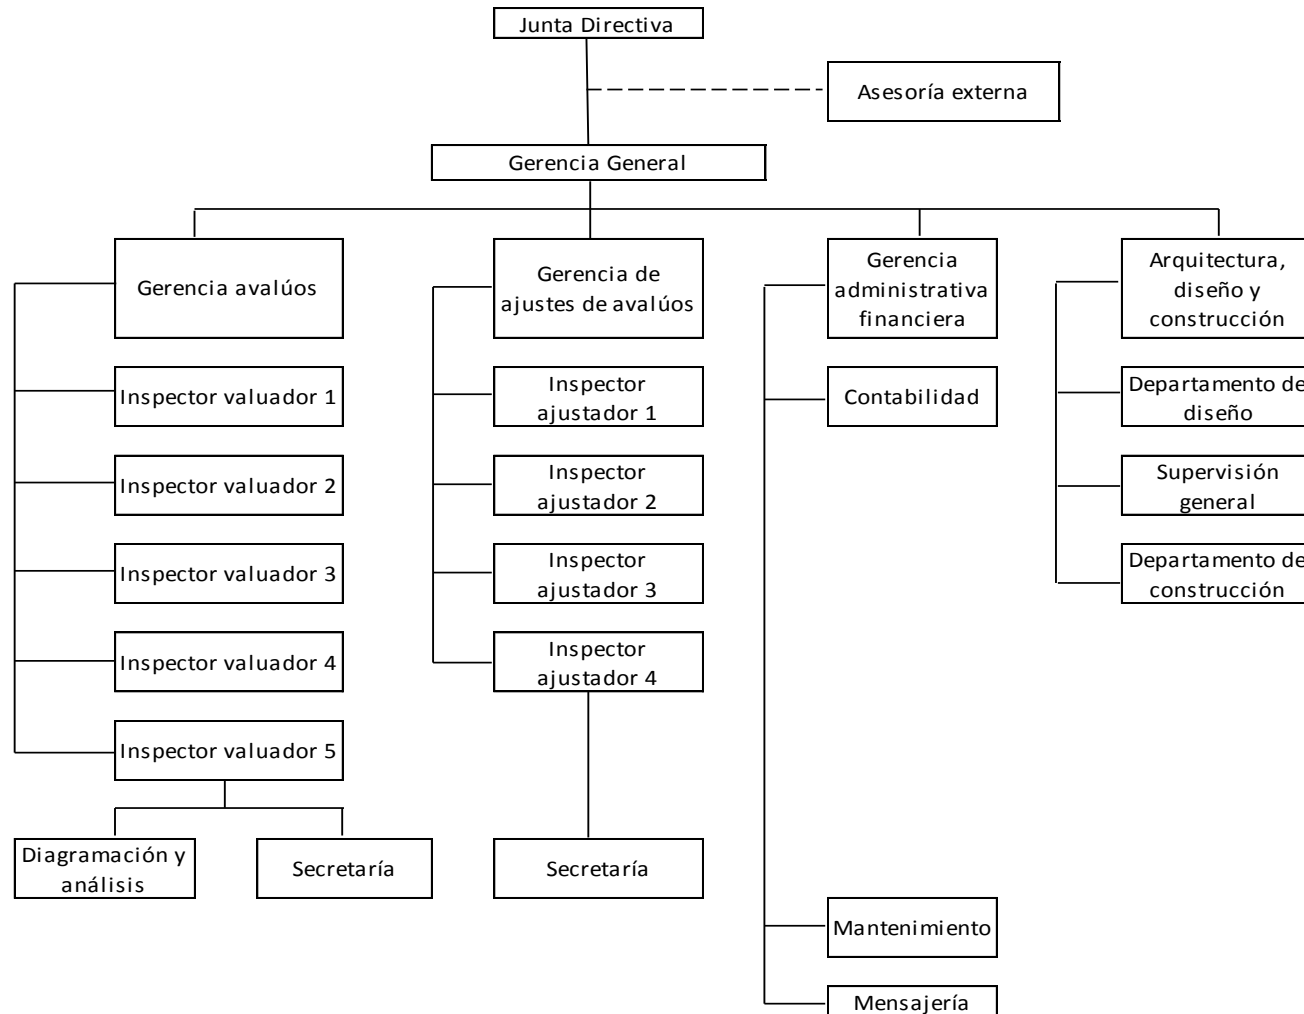 Junta Directiva
Asesoría externa
Gerencia General
Gerencia avalúos
Gerencia de
ajustes de avalúos
Gerencia
administrativa
financiera
Arquitectura,
diseño y
construcción
Inspector valuador 1
Inspector
ajustador 1
Contabilidad
Departamento de
diseño
Inspector valuador 2
Inspector
ajustador 2
Supervisión
general
Inspector valuador 3
Inspector
ajustador 3
Departamento de
construcción
Inspector valuador 4
Inspector
ajustador 4
Inspector valuador 5
Diagramación y
análisis
Secretaría
Secretaría
Mantenimiento
Mensajería